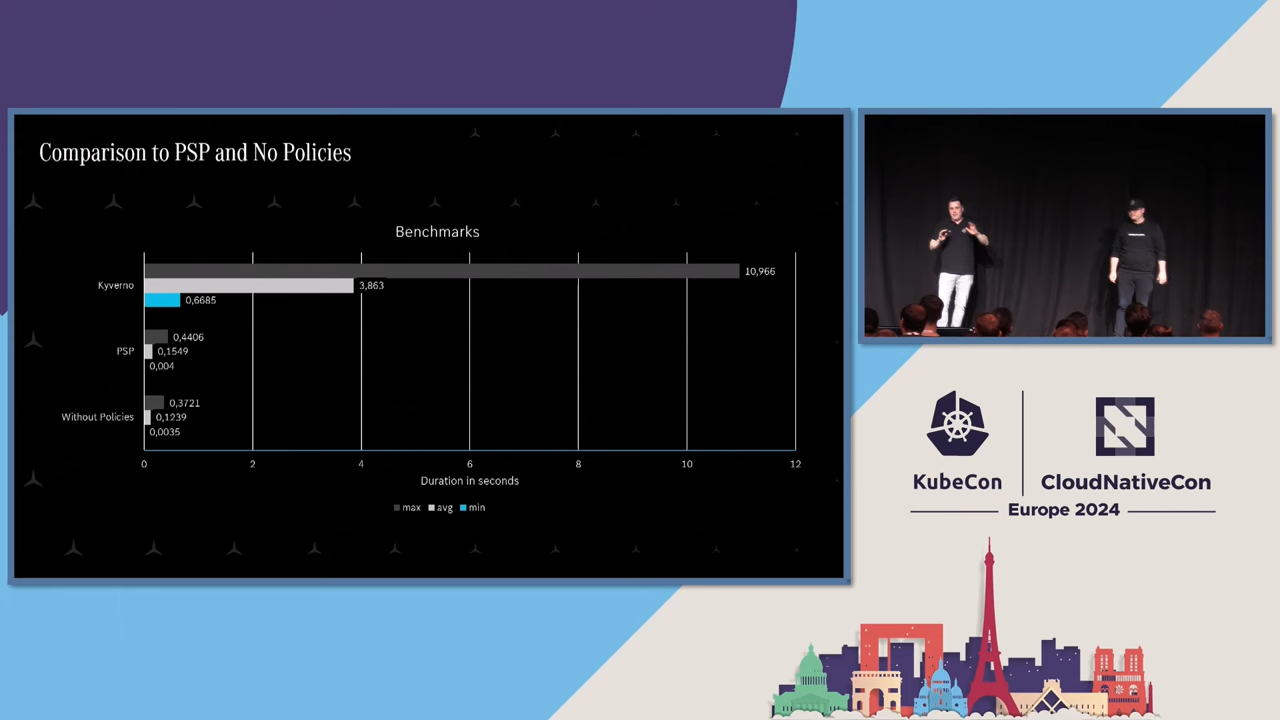 Comparison to PSP and No Policies
Benchmarks
Kyverno
10,966
3,863
0,6685
PSP
0,4406
0,1549
0,004
Without Policies
0,3721
0,1239
0,0035
0 2 4 6 8 10 12
Duration in seconds
max avg min
KubeCon
CloudNativeCon
Europe 2024